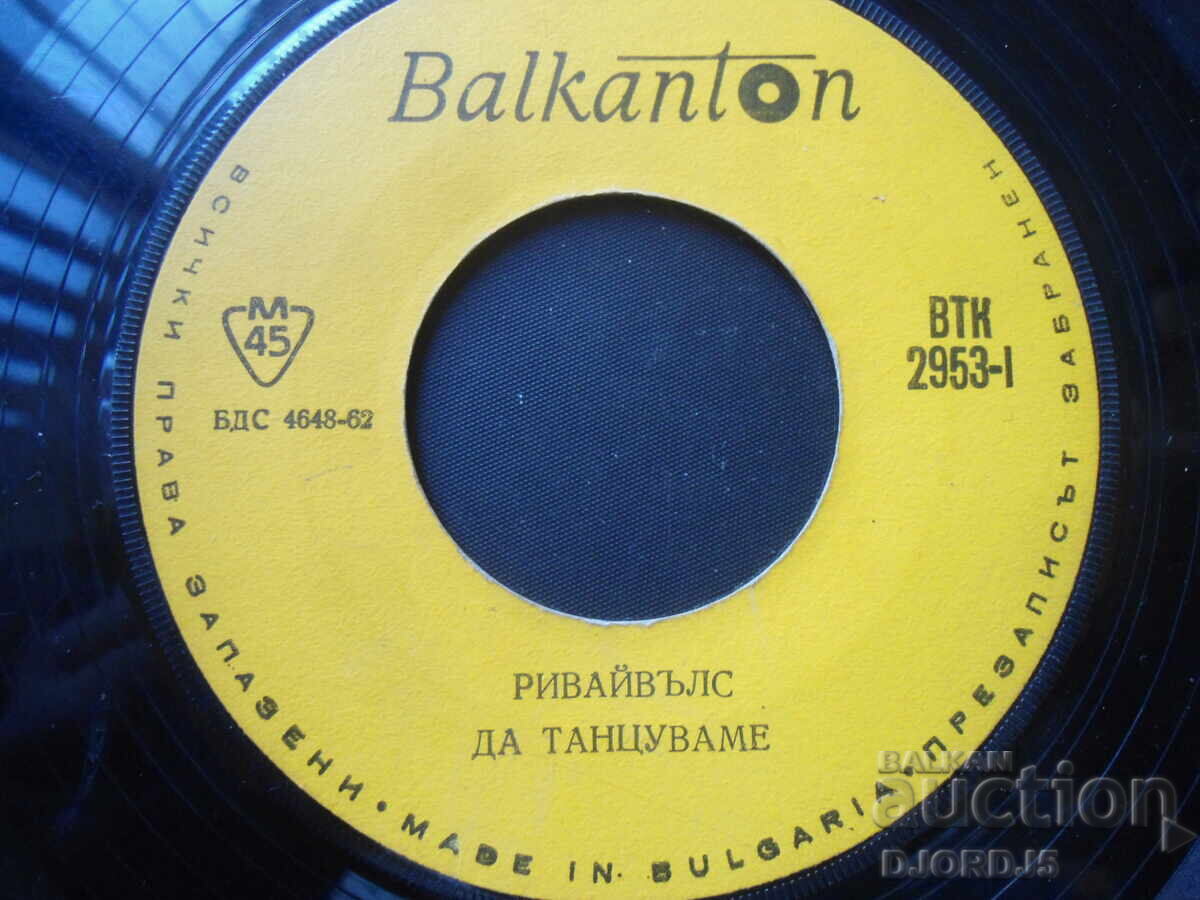 Balkanton
М
45
БДС 4648-62
ВТК
2953-I
РИВАЙВЪЛС
ДА ТАНЦУВАМЕ
ВСИЧКИ ПРАВА ЗАПАЗЕНИ • MADE IN BULGARIA • ПРЕЗАПИСЪТ ЗАБРАНЕН
BALKAN
auction
DJORDJ5